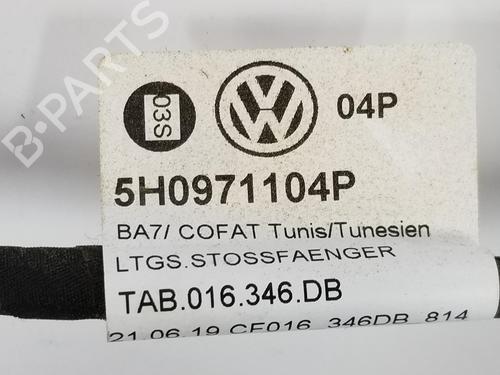 03S
04P
5H0971104P
BA7/ COFAT Tunis/Tunesien
LTGS.STOSSFAENGER
TAB.016.346.DB
21.06.19 CF016 346DB 814
B-PARTS